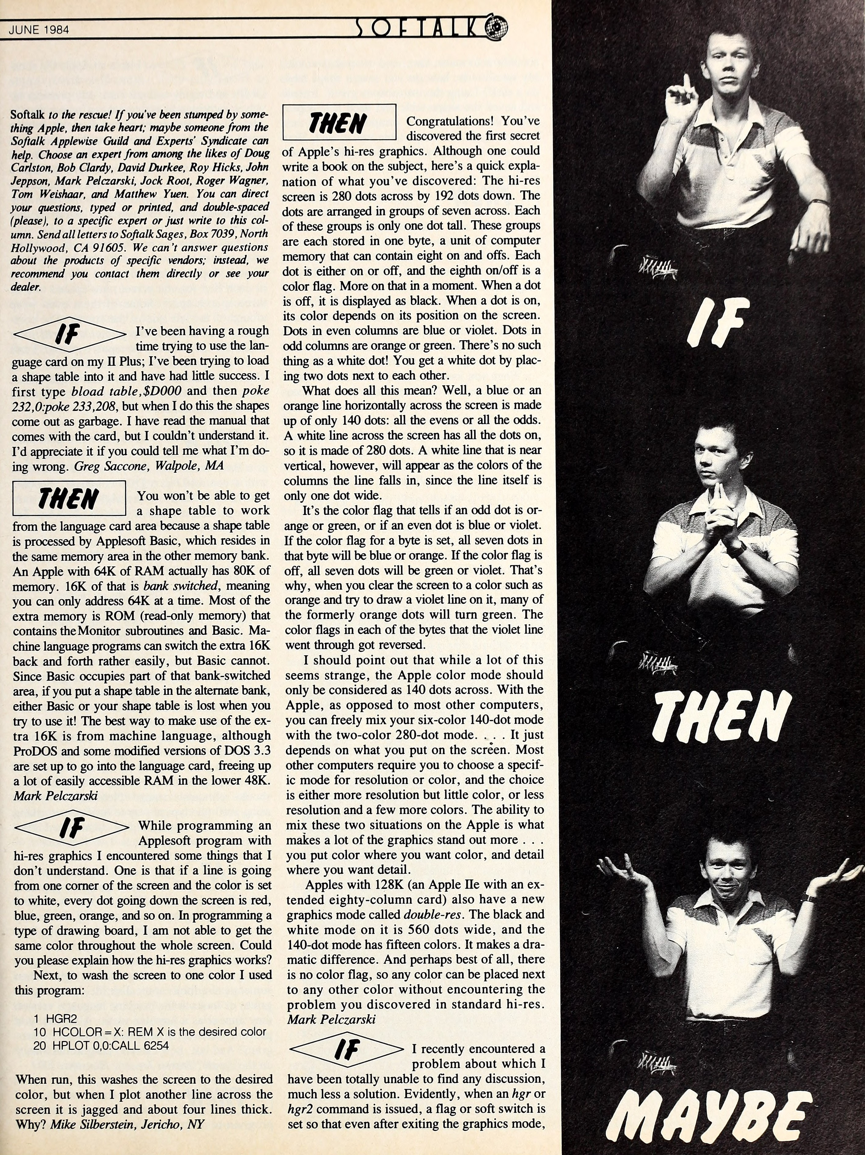 JUNE 1984
SOFTALK
Softalk to the rescue! If you've been stumped by some-
thing Apple, then take heart; maybe someone from the
Softalk Applewise Guild and Experts' Syndicate can
help. Choose an expert from among the likes of Doug
Carlston, Bob Clardy, David Durkee, Roy Hicks, John
Jeppson, Mark Pelczarski, Jock Root, Roger Wagner,
Tom Weishaar, and Matthew Yuen. You can direct
your questions, typed or printed, and double-spaced
(please), to a specific expert or just write to this col-
umn. Send all letters to Softalk Sages, Box 7039, North
Hollywood, CA 91605. We can't answer questions
about the products of specific vendors; instead, we
recommend you contact them directly or see your
dealer.
IF
I've been having a rough
time trying to use the lan-
guage card on my II Plus; I've been trying to load
a shape table into it and have had little success. I
first type bload table,$D000 and then poke
232,0:poke 233,208, but when I do this the shapes
come out as garbage. I have read the manual that
comes with the card, but I couldn't understand it.
I'd appreciate it if you could tell me what I'm do-
ing wrong. Greg Saccone, Walpole, MA
THEN
You won't be able to get
a shape table to work
from the language card area because a shape table
is processed by Applesoft Basic, which resides in
the same memory area in the other memory bank.
An Apple with 64K of RAM actually has 80K of
memory. 16K of that is bank switched, meaning
you can only address 64K at a time. Most of the
extra memory is ROM (read-only memory) that
contains the Monitor subroutines and Basic. Ma-
chine language programs can switch the extra 16K
back and forth rather easily, but Basic cannot.
Since Basic occupies part of that bank-switched
area, if you put a shape table in the alternate bank,
either Basic or your shape table is lost when you
try to use it! The best way to make use of the ex-
tra 16K is from machine language, although
ProDOS and some modified versions of DOS 3.3
are set up to go into the language card, freeing up
a lot of easily accessible RAM in the lower 48K.
Mark Pelczarski
IF
While programming an
Applesoft program with
hi-res graphics I encountered some things that I
don't understand. One is that if a line is going
from one corner of the screen and the color is set
to white, every dot going down the screen is red,
blue, green, orange, and so on. In programming a
type of drawing board, I am not able to get the
same color throughout the whole screen. Could
you please explain how the hi-res graphics works?
Next, to wash the screen to one color I used
this program:
1 HGR2
10 HCOLOR=X: REM X is the desired color
20 HPLOT 0,0:CALL 6254
When run, this washes the screen to the desired
color, but when I plot another line across the
screen it is jagged and about four lines thick.
Why? Mike Silberstein, Jericho, NY
THEN
Congratulations! You've
discovered the first secret
of Apple's hi-res graphics. Although one could
write a book on the subject, here's a quick expla-
nation of what you've discovered: The hi-res
screen is 280 dots across by 192 dots down. The
dots are arranged in groups of seven across. Each
of these groups is only one dot tall. These groups
are each stored in one byte, a unit of computer
memory that can contain eight on and offs. Each
dot is either on or off, and the eighth on/off is a
color flag. More on that in a moment. When a dot
is off, it is displayed as black. When a dot is on,
its color depends on its position on the screen.
Dots in even columns are blue or violet. Dots in
odd columns are orange or green. There's no such
thing as a white dot! You get a white dot by plac-
ing two dots next to each other.
What does all this mean? Well, a blue or an
orange line horizontally across the screen is made
up of only 140 dots: all the evens or all the odds.
A white line across the screen has all the dots on,
so it is made of 280 dots. A white line that is near
vertical, however, will appear as the colors of the
columns the line falls in, since the line itself is
only one dot wide.
It's the color flag that tells if an odd dot is or-
ange or green, or if an even dot is blue or violet.
If the color flag for a byte is set, all seven dots in
that byte will be blue or orange. If the color flag is
off, all seven dots will be green or violet. That's
why, when you clear the screen to a color such as
orange and try to draw a violet line on it, many of
the formerly orange dots will turn green. The
color flags in each of the bytes that the violet line
went through got reversed.
I should point out that while a lot of this
seems strange, the Apple color mode should
only be considered as 140 dots across. With the
Apple, as opposed to most other computers,
you can freely mix your six-color 140-dot mode
with the two-color 280-dot mode. . . . It just
depends on what you put on the screen. Most
other computers require you to choose a specif-
ic mode for resolution or color, and the choice
is either more resolution but little color, or less
resolution and a few more colors. The ability to
mix these two situations on the Apple is what
makes a lot of the graphics stand out more . . .
you put color where you want color, and detail
where you want detail.
Apples with 128K (an Apple IIe with an ex-
tended eighty-column card) also have a new
graphics mode called double-res. The black and
white mode on it is 560 dots wide, and the
140-dot mode has fifteen colors. It makes a dra-
matic difference. And perhaps best of all, there
is no color flag, so any color can be placed next
to any other color without encountering the
problem you discovered in standard hi-res.
Mark Pelczarski
IF
I recently encountered a
problem about which I
have been totally unable to find any discussion,
much less a solution. Evidently, when an hgr or
hgr2 command is issued, a flag or soft switch is
set so that even after exiting the graphics mode,
IF
THEN
MAYBE